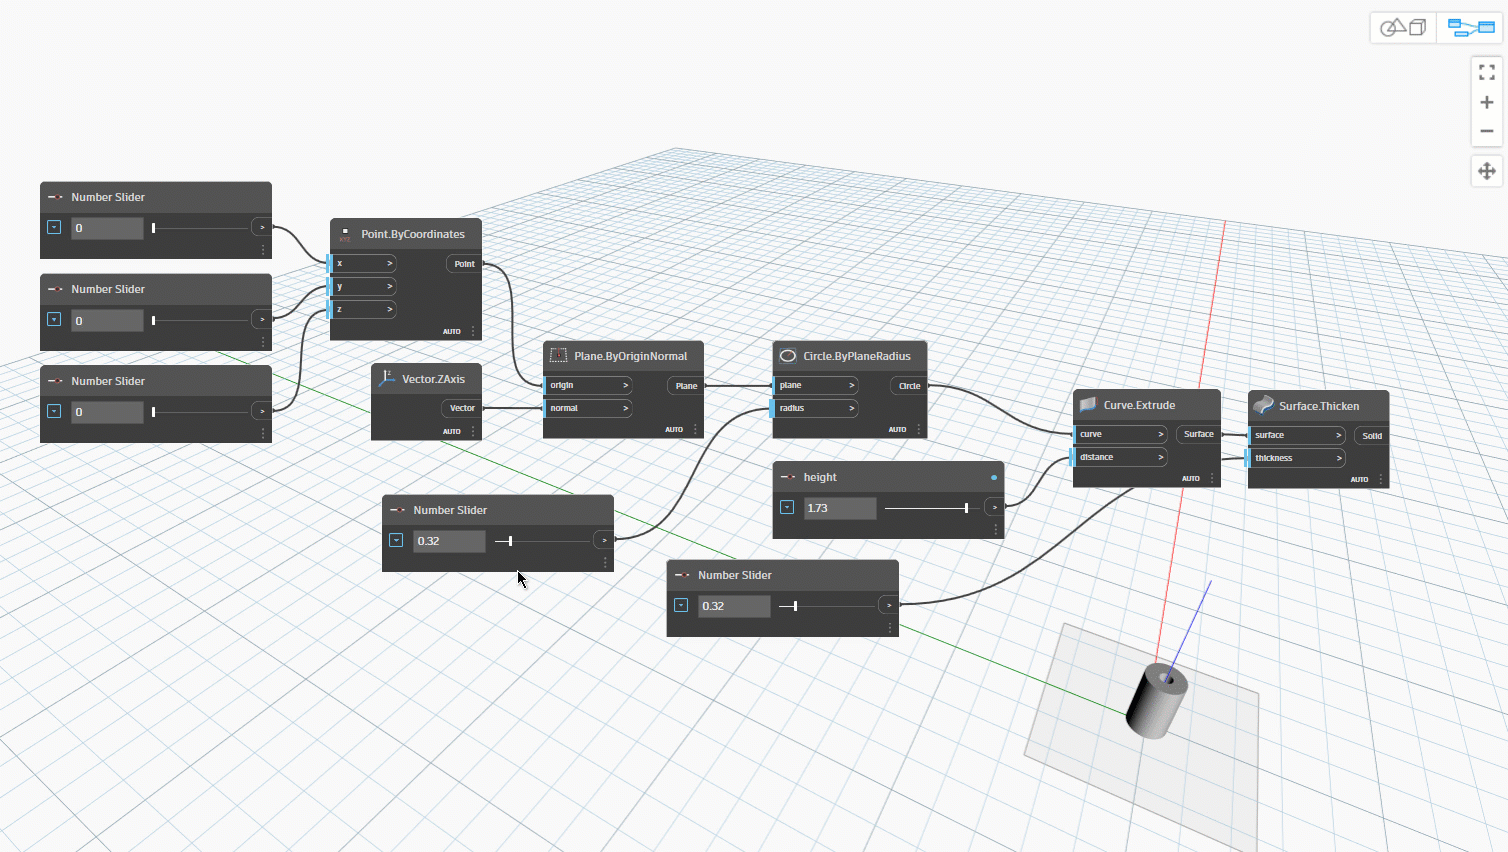 Number Slider
0
>
Number Slider
0
>
Number Slider
0
>
Point.ByCoordinates
x >
Point
y >
z >
AUTO
Vector.ZAxis
Vector
AUTO
Plane.ByOriginNormal
origin >
Plane
normal >
AUTO
Number Slider
0.32
>
Circle.ByPlaneRadius
plane >
Circle
radius >
AUTO
height
1.73
>
Number Slider
0.32
>
Curve.Extrude
curve >
Surface
distance >
AUTO
Surface.Thicken
surface >
Solid
thickness >
AUTO